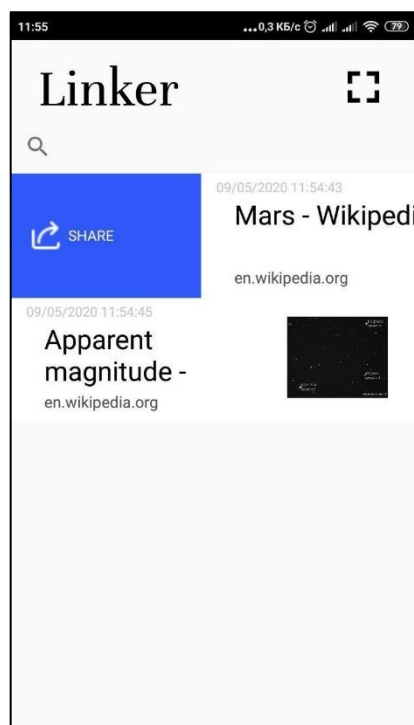 11:55
...0,3 КБ/с 79
Linker
SHARE
09/05/2020 11:54:43
Mars - Wikipedi
en.wikipedia.org
09/05/2020 11:54:45
Apparent
magnitude -
en.wikipedia.org